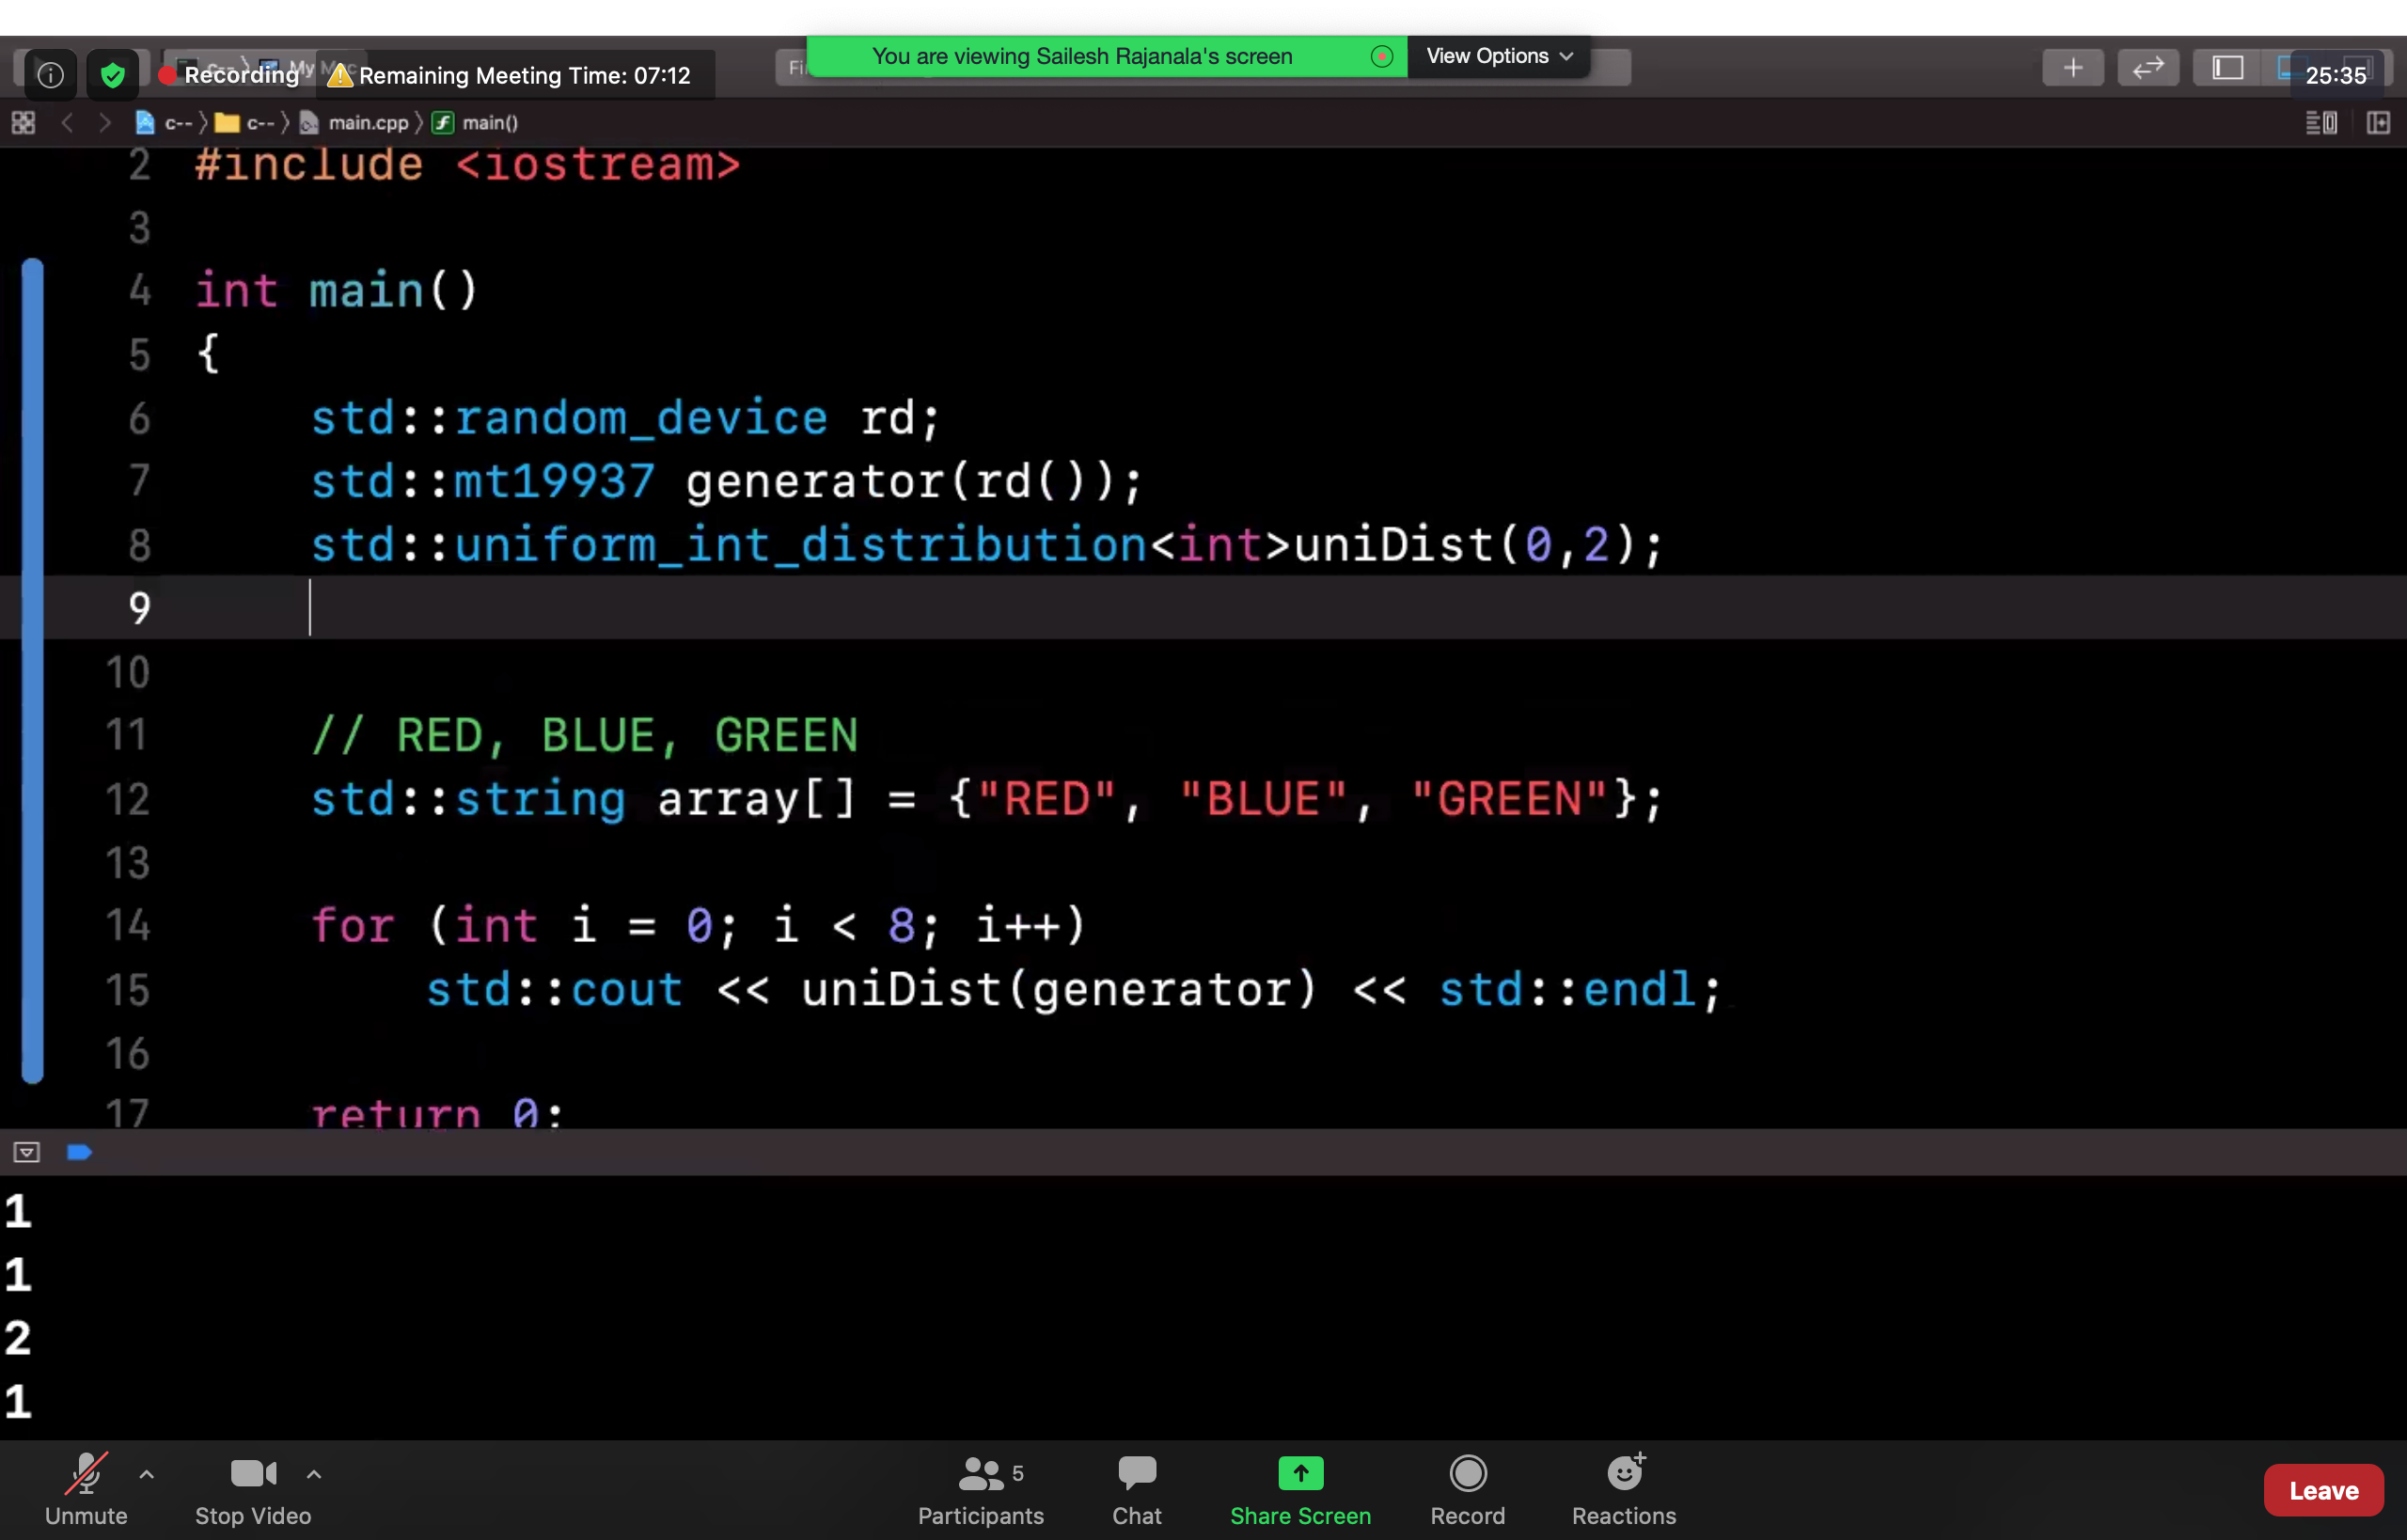 You are viewing Sailesh Rajanala's screen View Options
Recording Remaining Meeting Time: 07:12
25:35
c-- c-- main.cpp main()
2 #include <iostream>
3
4 int main()
5 {
6 std::random_device rd;
7 std::mt19937 generator(rd());
8 std::uniform_int_distribution<int>uniDist(0,2);
9
10
11 // RED, BLUE, GREEN
12 std::string array[] = {"RED", "BLUE", "GREEN"};
13
14 for (int i = 0; i < 8; i++)
15 std::cout << uniDist(generator) << std::endl;
16
17 return 0;
1
1
2
1
5
Unmute Stop Video Participants Chat Share Screen Record Reactions Leave